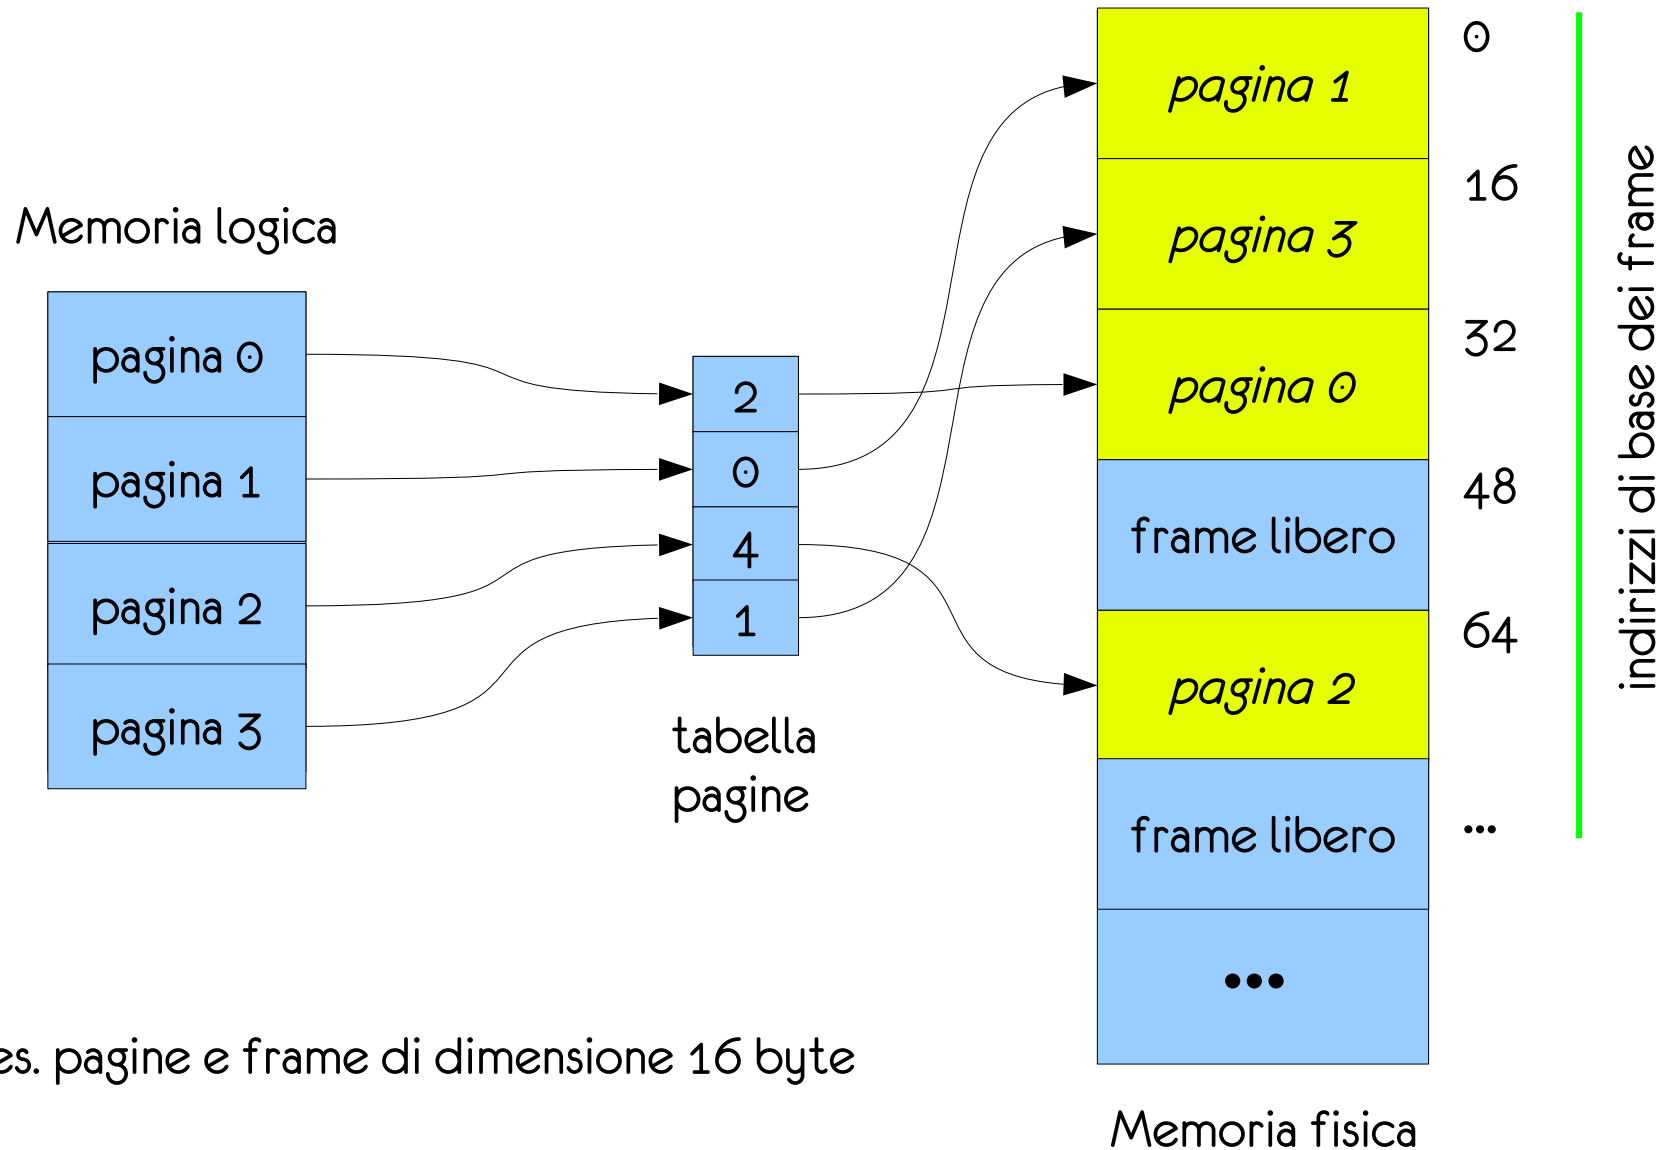 Memoria logica
pagina 0
pagina 1
pagina 2
pagina 3
2
0
4
1
tabella
pagine
pagina 1
pagina 3
pagina 0
frame libero
pagina 2
frame libero
...
0
16
32
48
64
...
indirizzi di base dei frame
es. pagine e frame di dimensione 16 byte
Memoria fisica